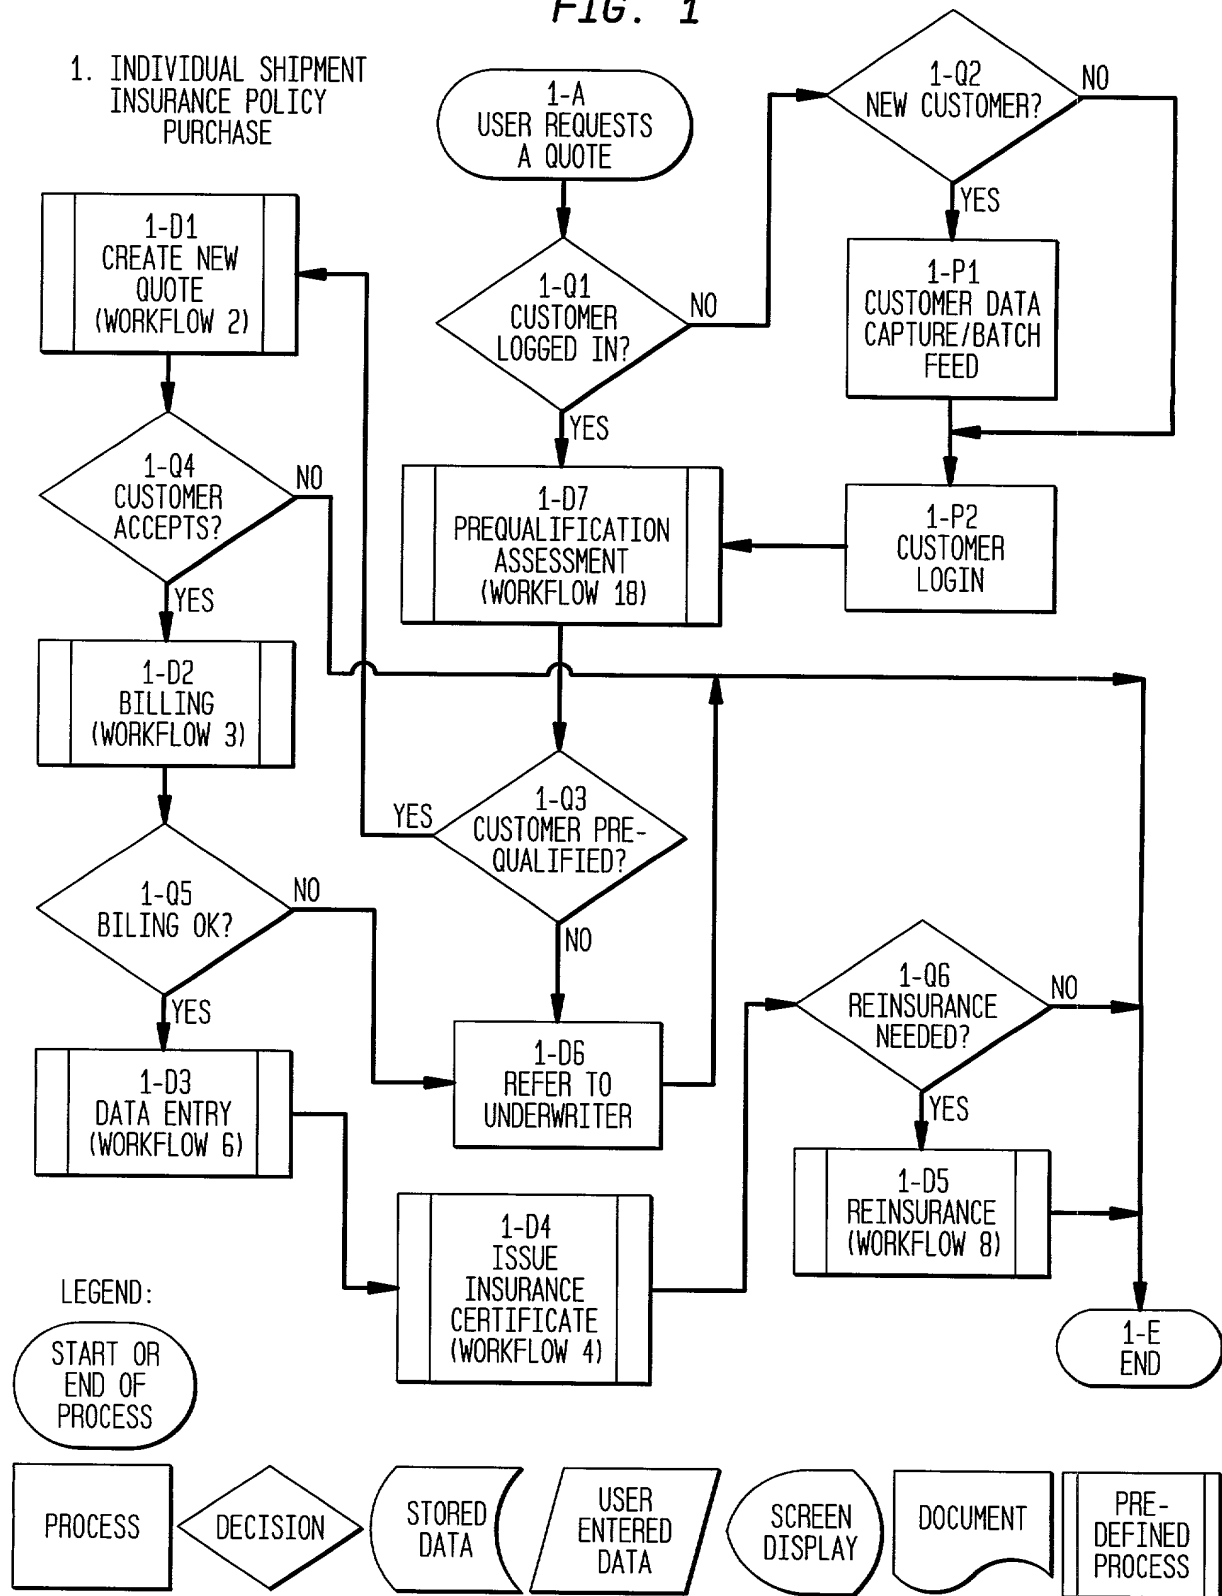 FIG. 1
1. INDIVIDUAL SHIPMENT
INSURANCE POLICY
PURCHASE
1-A
USER REQUESTS
A QUOTE
1-Q2
NEW CUSTOMER?
NO
YES
1-D1
CREATE NEW
QUOTE
(WORKFLOW 2)
1-Q1
CUSTOMER
LOGGED IN?
NO
YES
1-P1
CUSTOMER DATA
CAPTURE/BATCH
FEED
1-Q4
CUSTOMER
ACCEPTS?
NO
YES
1-D7
PREQUALIFICATION
ASSESSMENT
(WORKFLOW 18)
1-P2
CUSTOMER
LOGIN
1-D2
BILLING
(WORKFLOW 3)
1-Q3
CUSTOMER PRE-
QUALIFIED?
YES
NO
1-Q5
BILING OK?
NO
YES
1-Q6
REINSURANCE
NEEDED?
NO
YES
1-D6
REFER TO
UNDERWRITER
1-D3
DATA ENTRY
(WORKFLOW 6)
1-D5
REINSURANCE
(WORKFLOW 8)
1-D4
ISSUE
INSURANCE
CERTIFICATE
(WORKFLOW 4)
1-E
END
LEGEND:
START OR
END OF
PROCESS
PROCESS
DECISION
STORED
DATA
USER
ENTERED
DATA
SCREEN
DISPLAY
DOCUMENT
PRE-
DEFINED
PROCESS